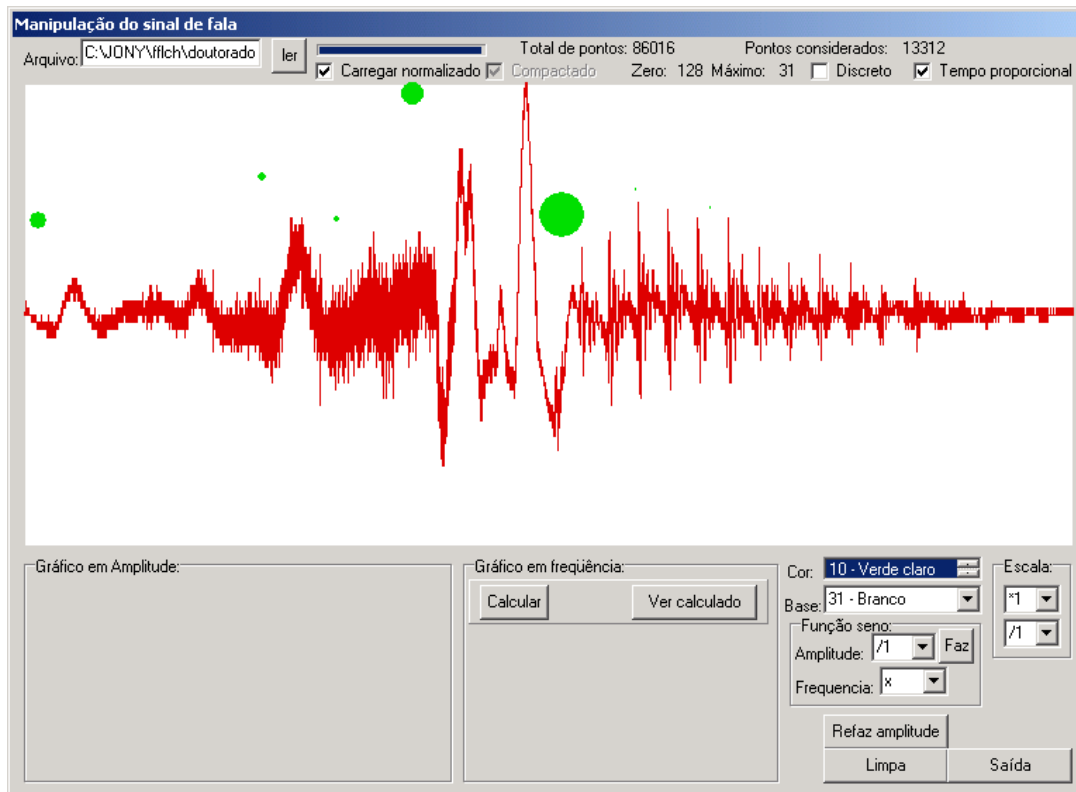 Manipulação do sinal de fala
Arquivo: C:\JONY\fflch\doutorado ler Total de pontos: 86016 Pontos considerados: 13312
Carregar normalizado Compactado Zero: 128 Máximo: 31 Discreto Tempo proporcional
Gráfico em Amplitude:
Gráfico em freqüência:
Calcular Ver calculado
Cor: 10 - Verde claro
Base: 31 - Branco
Função seno:
Amplitude: /1 Faz
Frequencia: x
Escala:
*1
/1
Refaz amplitude
Limpa Saída